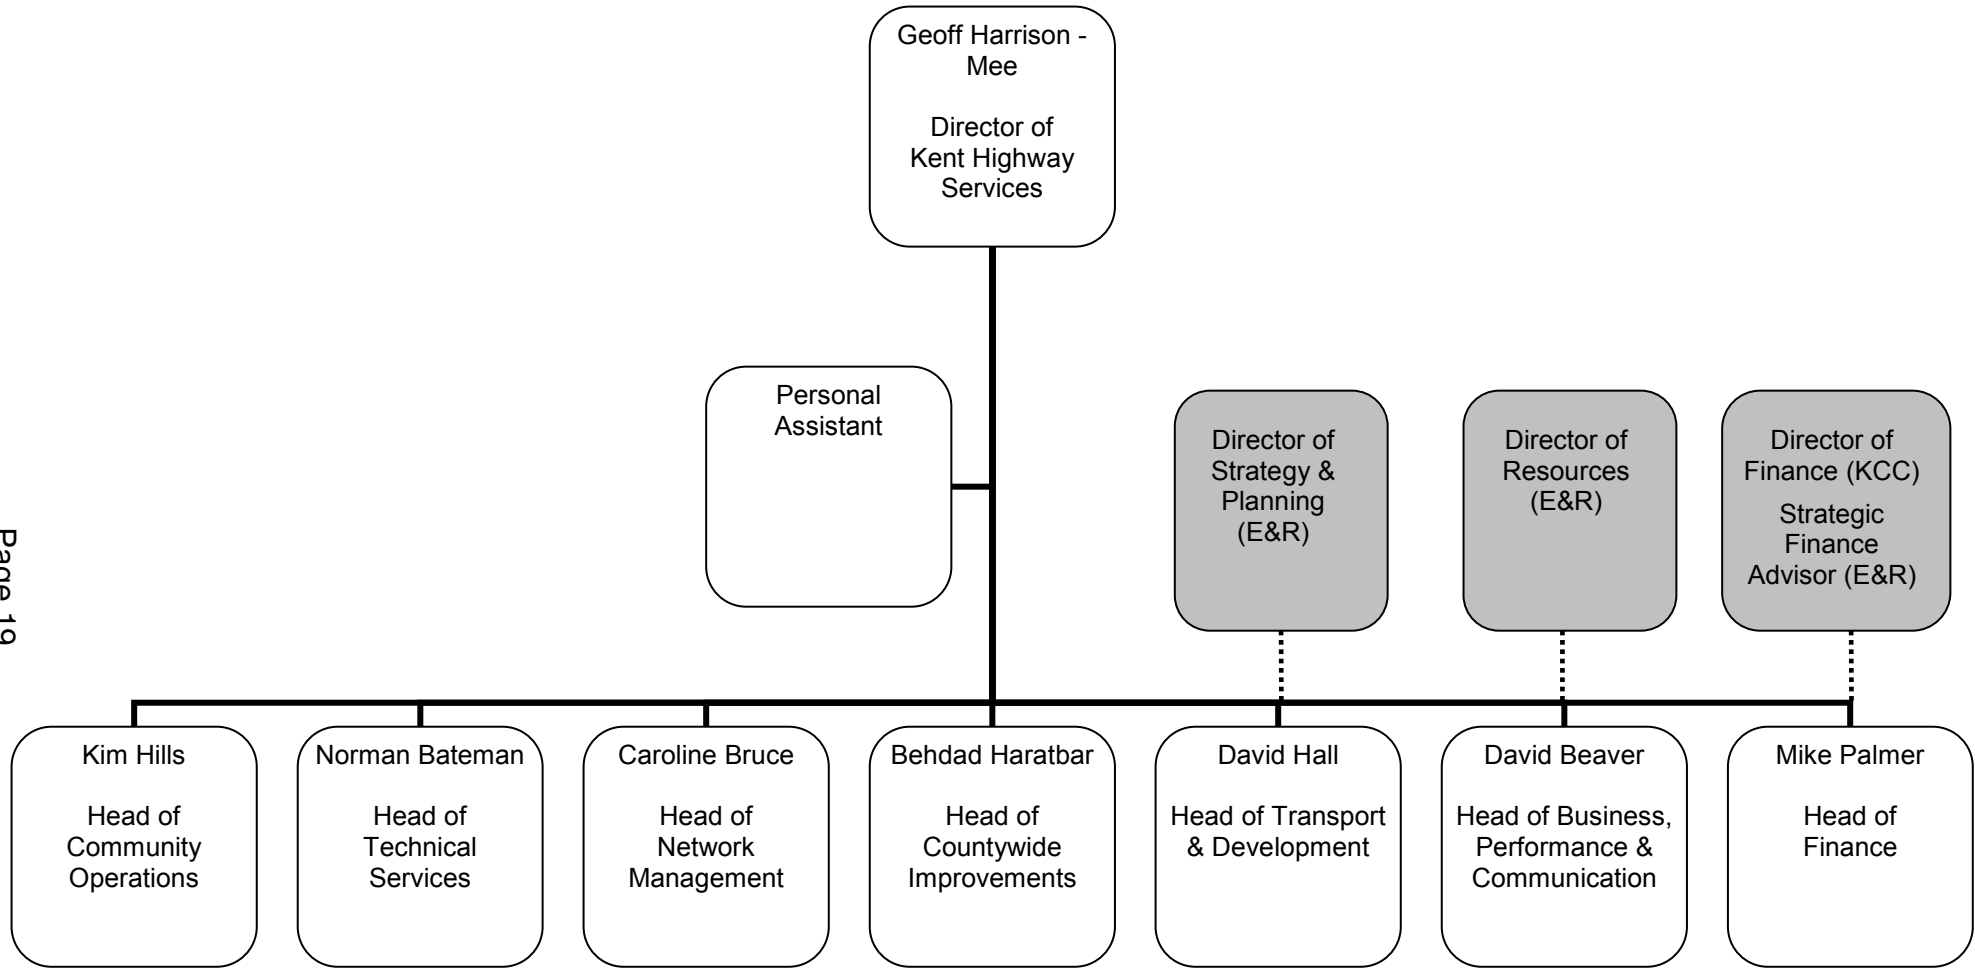 Geoff Harrison -
Mee
Director of
Kent Highway
Services
Personal
Assistant
Director of
Strategy &
Planning
(E&R)
Director of
Resources
(E&R)
Director of
Finance (KCC)
Strategic
Finance
Advisor (E&R)
Kim Hills
Head of
Community
Operations
Norman Bateman
Head of
Technical
Services
Caroline Bruce
Head of
Network
Management
Behdad Haratbar
Head of
Countywide
Improvements
David Hall
Head of Transport
& Development
David Beaver
Head of Business,
Performance &
Communication
Mike Palmer
Head of
Finance
Page 19